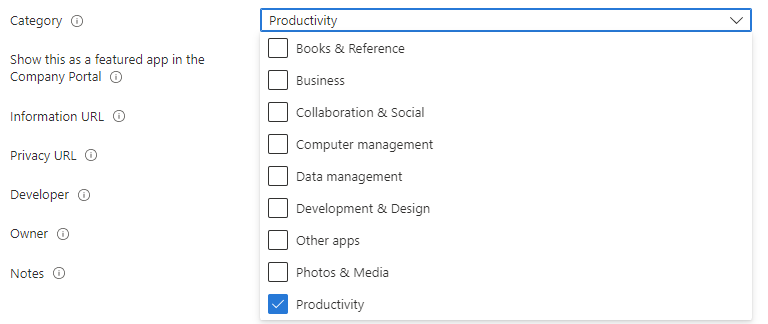 Category
Productivity
Books & Reference
Show this as a featured app in the
Company Portal
Business
Information URL
Collaboration & Social
Computer management
Privacy URL
Data management
Developer
Development & Design
Owner
Other apps
Notes
Photos & Media
Productivity